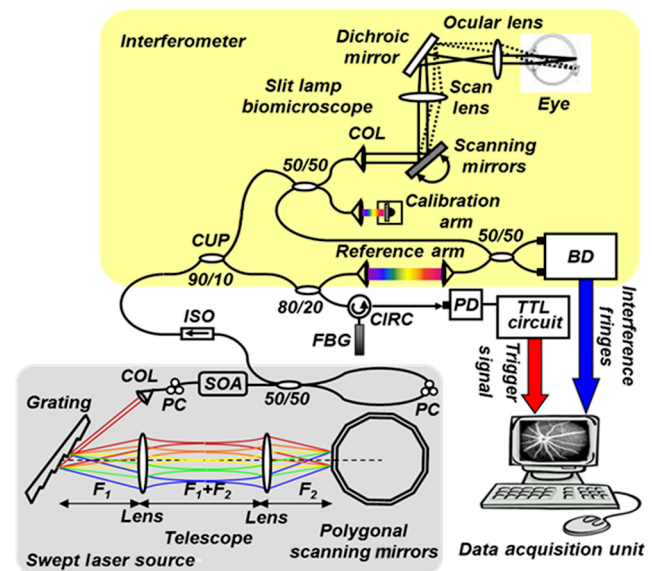 Interferometer
Ocular lens
Dichroic
mirror
Slit lamp
biomicroscope
Scan
lens
Eye
COL
50/50
Scanning
mirrors
Calibration
arm
CUP
90/10
Reference arm
50/50
BD
80/20
ISO
CIRC
FBG
PD
TTL
circuit
Interference
fringes
Trigger
signal
COL
PC
SOA
50/50
PC
Grating
F1
F1+F2
F2
Lens
Telescope
Lens
Polygonal
scanning mirrors
Swept laser source
Data acquisition unit